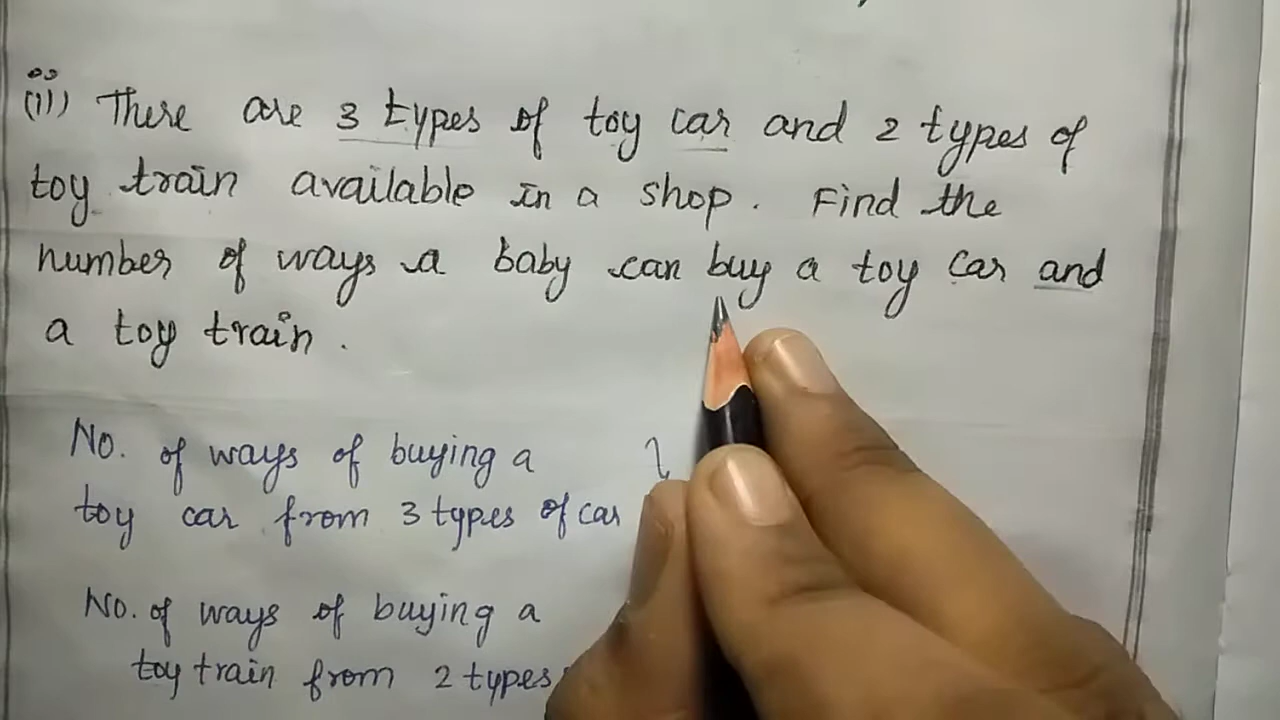 (ii) There are 3 types of toy car and 2 types of
toy train available in a shop. Find the
number of ways a baby can buy a toy car and
a toy train.
No. of ways of buying a
toy car from 3 types of car
No. of ways of buying a
toy train from 2 types